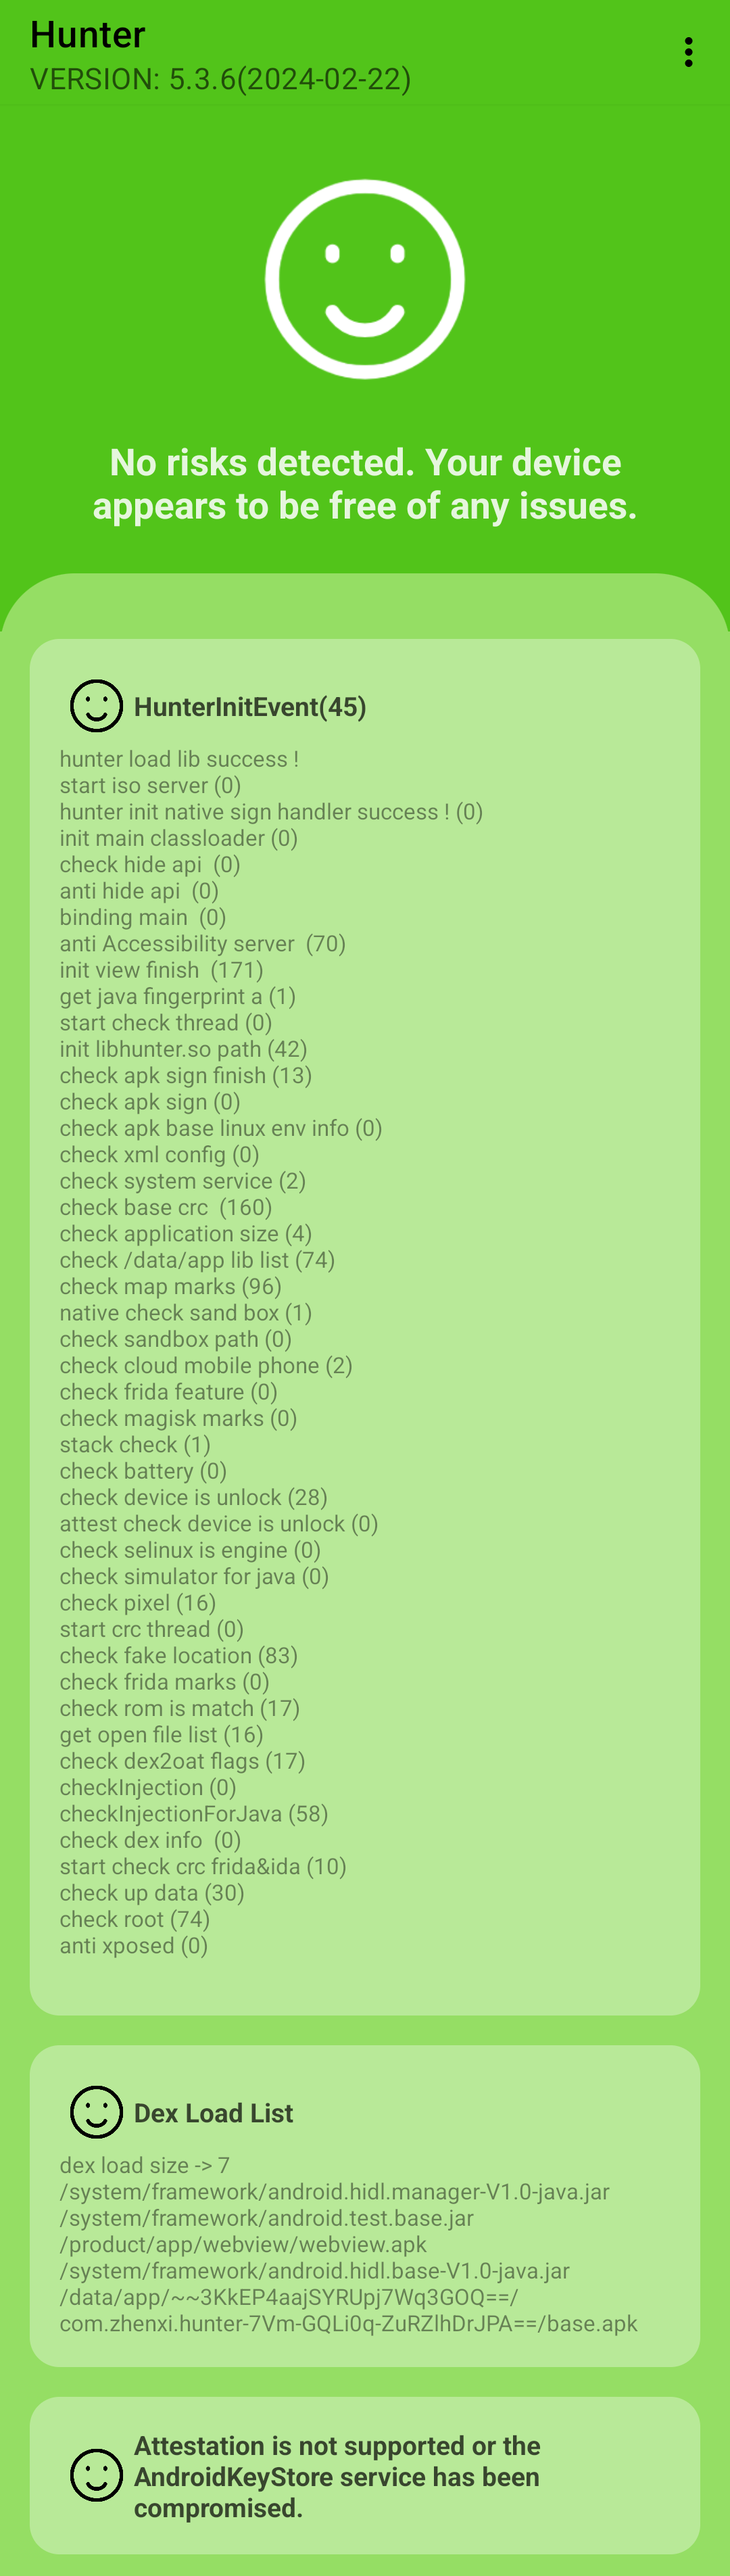 Hunter
VERSION: 5.3.6(2024-02-22)
No risks detected. Your device
appears to be free of any issues.
HunterInitEvent(45)
hunter load lib success !
start iso server (0)
hunter init native sign handler success ! (0)
init main classloader (0)
check hide api  (0)
anti hide api  (0)
binding main  (0)
anti Accessibility server  (70)
init view finish  (171)
get java fingerprint a (1)
start check thread (0)
init libhunter.so path (42)
check apk sign finish (13)
check apk sign (0)
check apk base linux env info (0)
check xml config (0)
check system service (2)
check base crc  (160)
check application size (4)
check /data/app lib list (74)
check map marks (96)
native check sand box (1)
check sandbox path (0)
check cloud mobile phone (2)
check frida feature (0)
check magisk marks (0)
stack check (1)
check battery (0)
check device is unlock (28)
attest check device is unlock (0)
check selinux is engine (0)
check simulator for java (0)
check pixel (16)
start crc thread (0)
check fake location (83)
check frida marks (0)
check rom is match (17)
get open file list (16)
check dex2oat flags (17)
checkInjection (0)
checkInjectionForJava (58)
check dex info  (0)
start check crc frida&ida (10)
check up data (30)
check root (74)
anti xposed (0)
Dex Load List
dex load size -> 7
/system/framework/android.hidl.manager-V1.0-java.jar
/system/framework/android.test.base.jar
/product/app/webview/webview.apk
/system/framework/android.hidl.base-V1.0-java.jar
/data/app/~~3KkEP4aajSYRUpj7Wq3GOQ==/
com.zhenxi.hunter-7Vm-GQLi0q-ZuRZlhDrJPA==/base.apk
Attestation is not supported or the
AndroidKeyStore service has been
compromised.